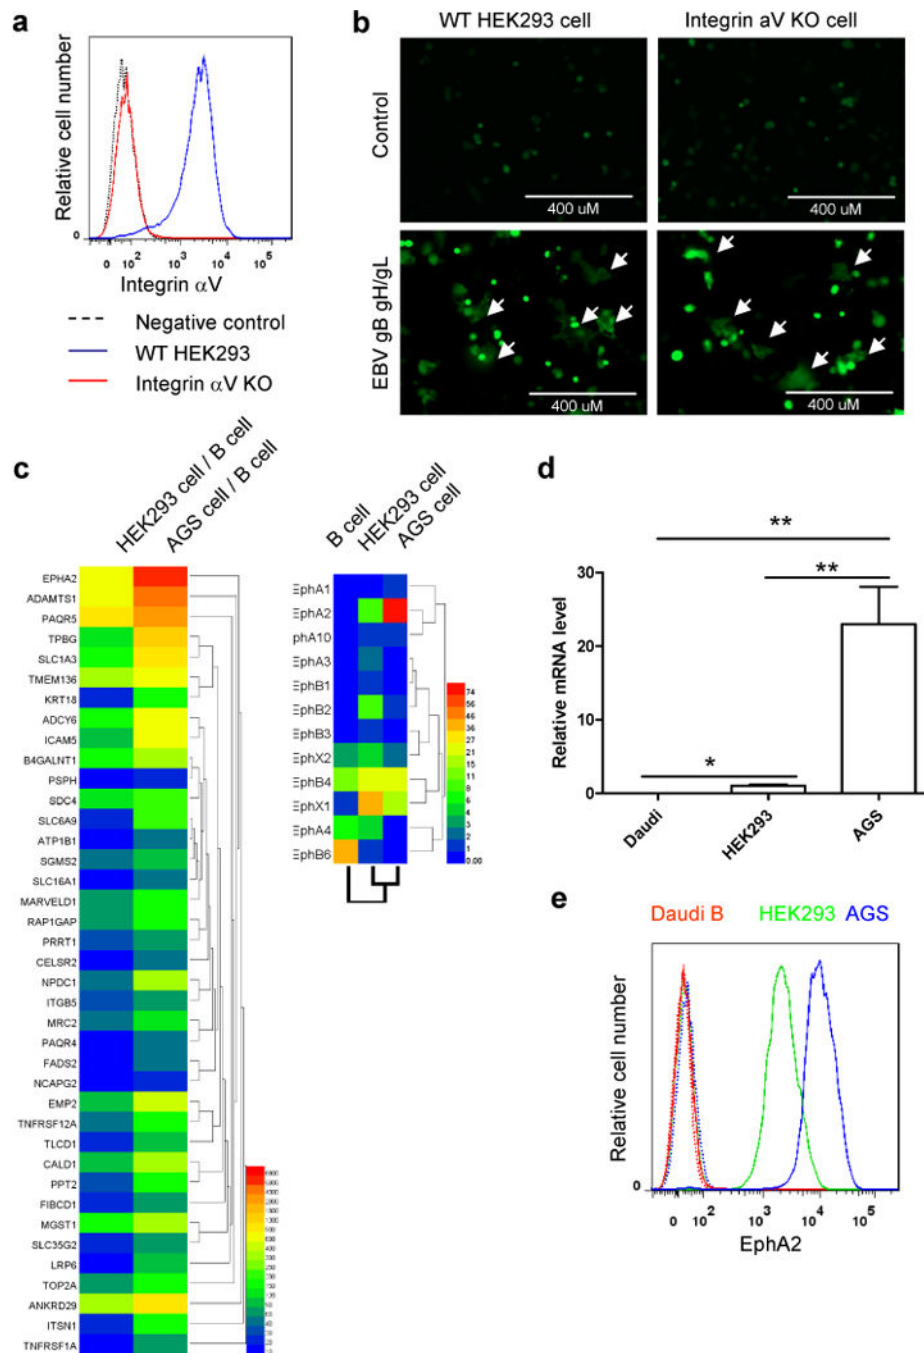 a
Relative cell number
0
0 10² 10³ 10⁴ 10⁵
Integrin αV
Negative control
WT HEK293
Integrin αV KO
b
WT HEK293 cell
Integrin aV KO cell
Control
400 uM
400 uM
EBV gB gH/gL
400 uM
400 uM
c
HEK293 cell / B cell
AGS cell / B cell
EPHA2
ADAMTS1
PAQR5
TPBG
SLC1A3
TMEM136
KRT18
ADCY6
ICAM5
B4GALNT1
PSPH
SDC4
SLC6A9
ATP1B1
SGMS2
SLC16A1
MARVELD1
RAP1GAP
PRRT1
CELSR2
NPDC1
ITGB5
MRC2
PAQR4
FADS2
NCAPG2
EMP2
TNFRSF12A
TLCD1
CALD1
PPT2
FIBCD1
MGST1
SLC35G2
LRP6
TOP2A
ANKRD29
ITSN1
TNFRSF1A
B cell
HEK293 cell
AGS cell
EphA1
EphA2
phA10
EphA3
EphB1
EphB2
EphB3
EphX2
EphB4
EphX1
EphA4
EphB6
74
56
46
36
27
21
15
11
8
6
3
2
1
0.00
d
Relative mRNA level
30
20
10
0
**
**
*
Daudi
HEK293
AGS
e
Daudi B HEK293 AGS
Relative cell number
0
0 10² 10³ 10⁴ 10⁵
EphA2